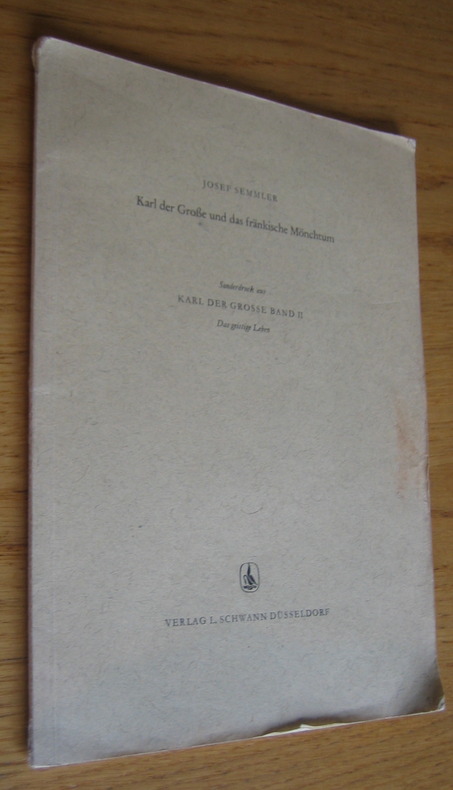 JOSEF SEMMLER
Karl der Große und das fränkische Mönchtum
Sonderdruck aus
KARL DER GROSSE BAND II
Das geistige Leben
VERLAG L. SCHWANN DÜSSELDORF